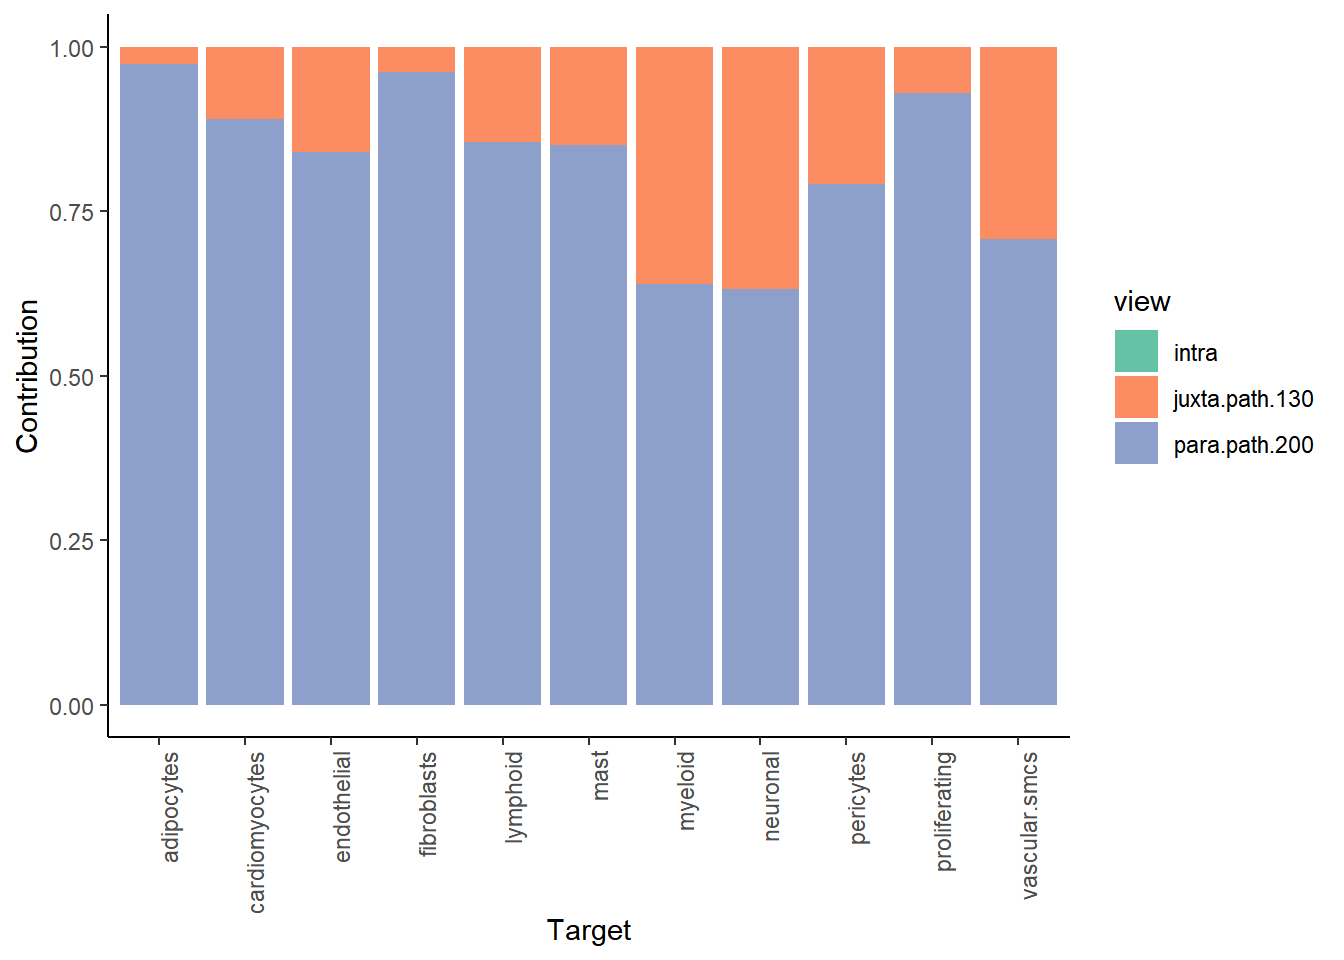 Contribution
1.00
0.75
0.50
0.25
0.00
adipocytes
cardiomyocytes
endothelial
fibroblasts
lymphoid
mast
myeloid
neuronal
pericytes
proliferating
vascular.smcs
Target
view
intra
juxta.path.130
para.path.200